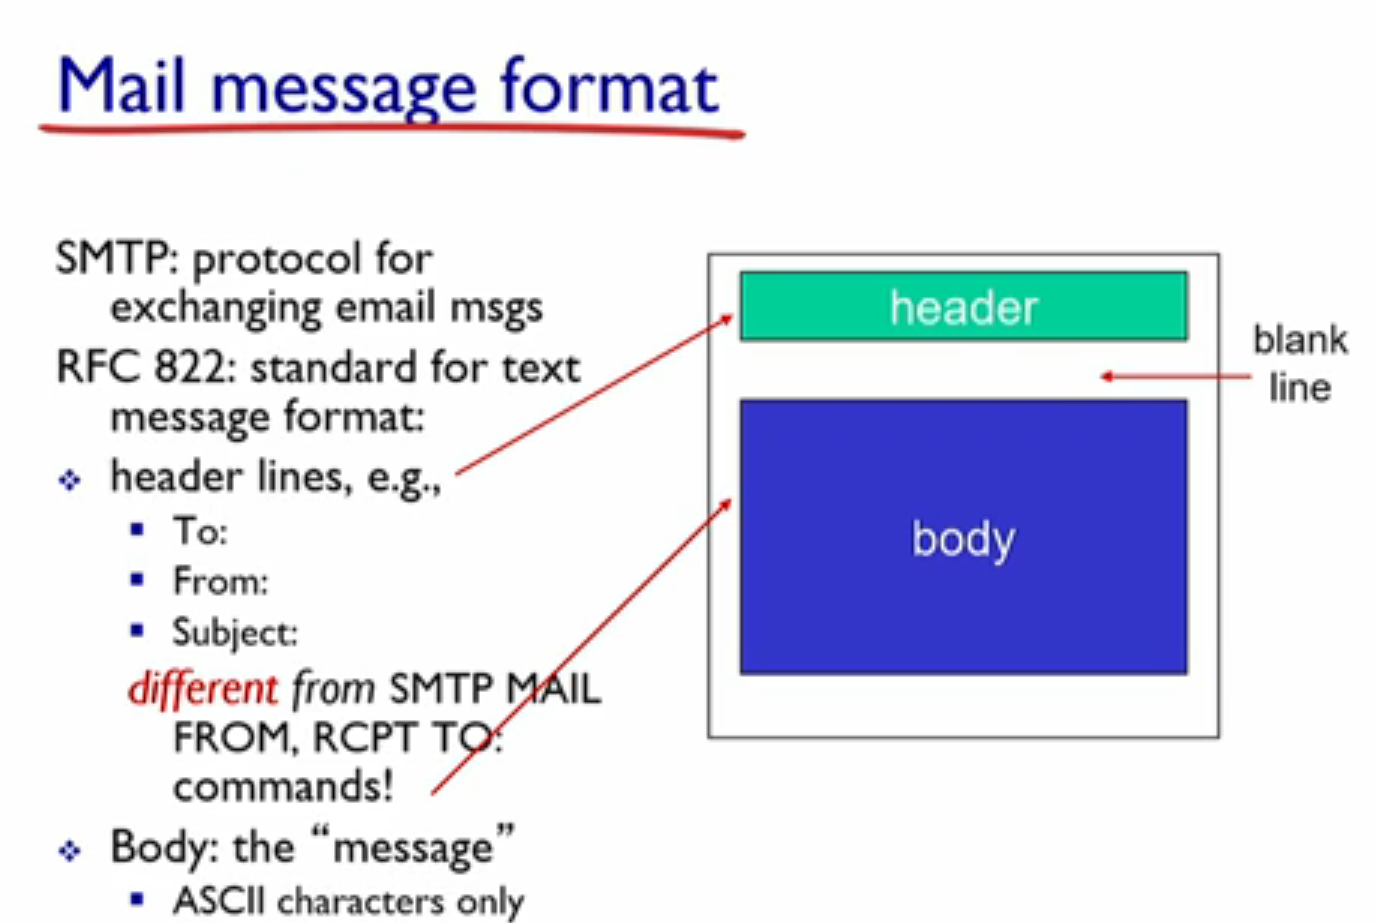 Mail message format
SMTP: protocol for
exchanging email msgs
RFC 822: standard for text
message format:
header lines, e.g.,
To:
From:
Subject:
different from SMTP MAIL
FROM, RCPT TO:
commands!
Body: the “message”
ASCII characters only
header
blank
line
body